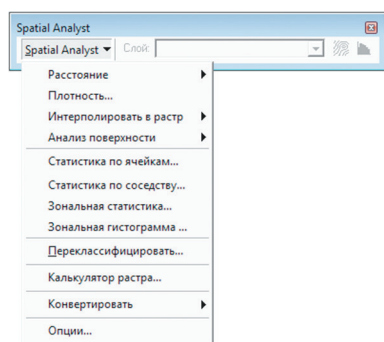 Spatial Analyst
Spatial Analyst Слой:
Расстояние
Плотность...
Интерполировать в растр
Анализ поверхности
Статистика по ячейкам...
Статистика по соседству...
Зональная статистика...
Зональная гистограмма ...
Переклассифицировать...
Калькулятор растра...
Конвертировать
Опции...